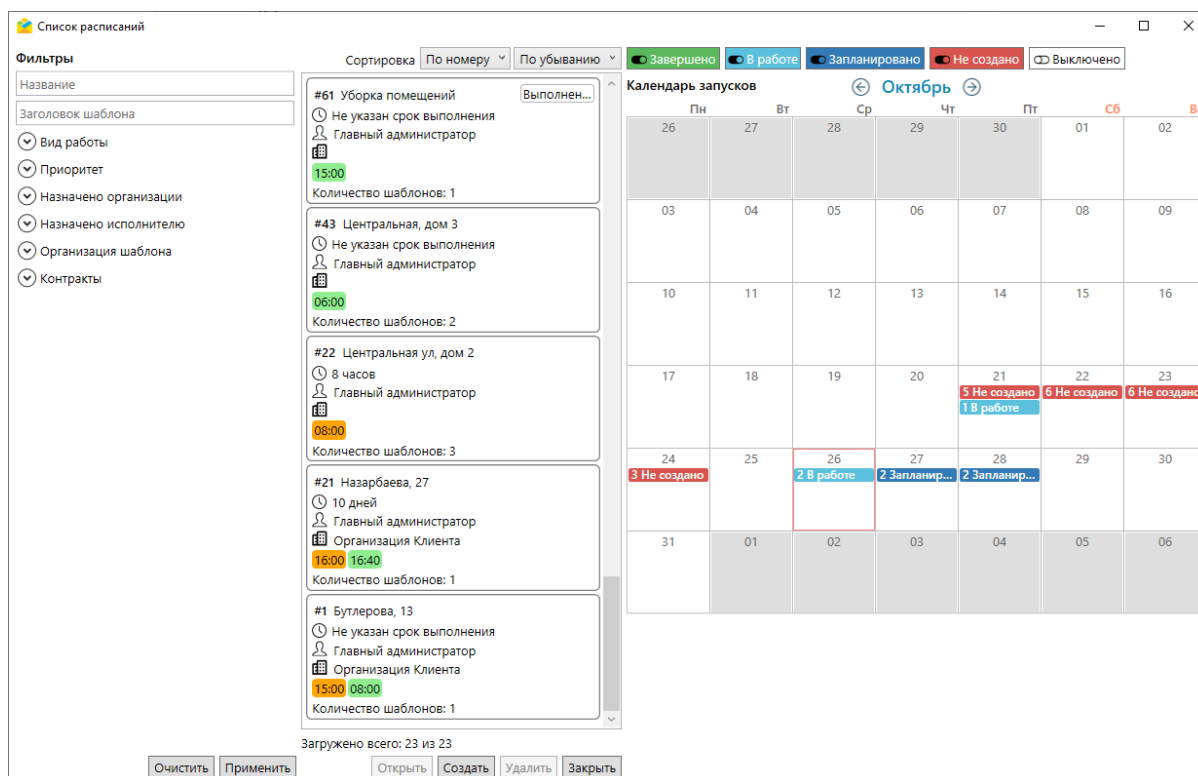 Список расписаний
Фильтры
Название
Заголовок шаблона
Вид работы
Приоритет
Назначено организации
Назначено исполнителю
Организация шаблона
Контракты
Очистить Применить
Сортировка По номеру По убыванию
#61 Уборка помещений Выполнен...
Не указан срок выполнения
Главный администратор
15:00
Количество шаблонов: 1
#43 Центральная, дом 3
Не указан срок выполнения
Главный администратор
06:00
Количество шаблонов: 2
#22 Центральная ул, дом 2
8 часов
Главный администратор
08:00
Количество шаблонов: 3
#21 Назарбаева, 27
10 дней
Главный администратор
Организация Клиента
16:00 16:40
Количество шаблонов: 1
#1 Бутлерова, 13
Не указан срок выполнения
Главный администратор
Организация Клиента
15:00 08:00
Количество шаблонов: 1
Загружено всего: 23 из 23
Открыть Создать Удалить Закрыть
Завершено В работе Запланировано Не создано Выключено
Календарь запусков Октябрь
Пн Вт Ср Чт Пт Сб
26 27 28 29 30 01 02
03 04 05 06 07 08 09
10 11 12 13 14 15 16
17 18 19 20 21 22 23
5 Не создано 6 Не создано 6 Не создано
1 В работе
24 25 26 27 28 29 30
3 Не создано 2 В работе 2 Запланир... 2 Запланир...
31 01 02 03 04 05 06